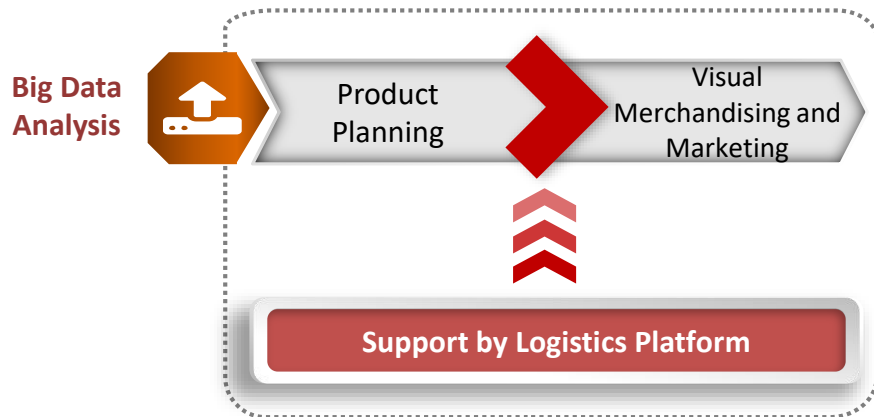 Big Data
Analysis
Product
Planning
Visual
Merchandising and
Marketing
Support by Logistics Platform